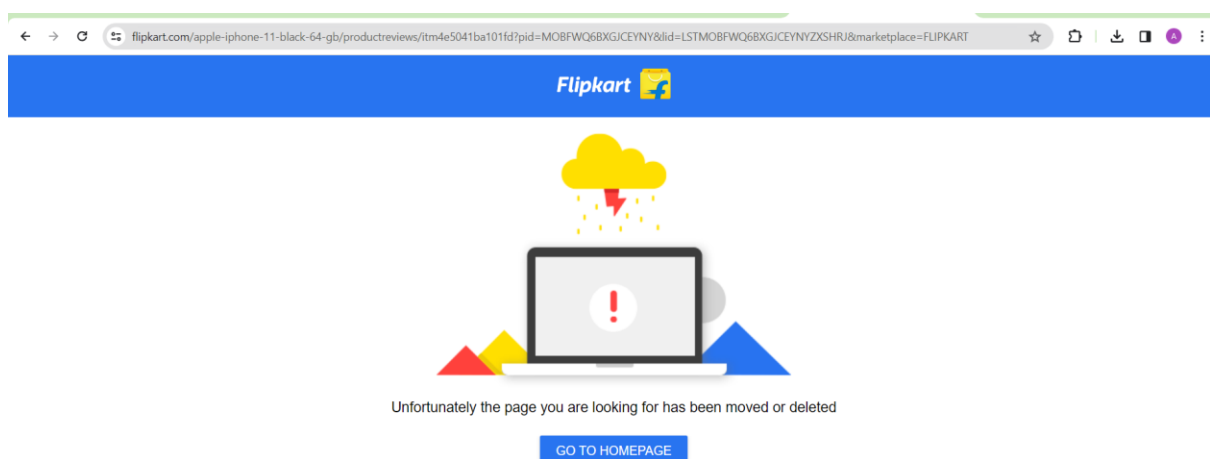 flipkart.com/apple-iphone-11-black-64-gb/productreviews/itm4e5041ba101fd?pid=MOBFWQ6BXGJCEYNY&lid=LSTMOBFWQ6BXGJCEYNYZXSHRJ&marketplace=FLIPKART
A
Flipkart
Unfortunately the page you are looking for has been moved or deleted
GO TO HOMEPAGE